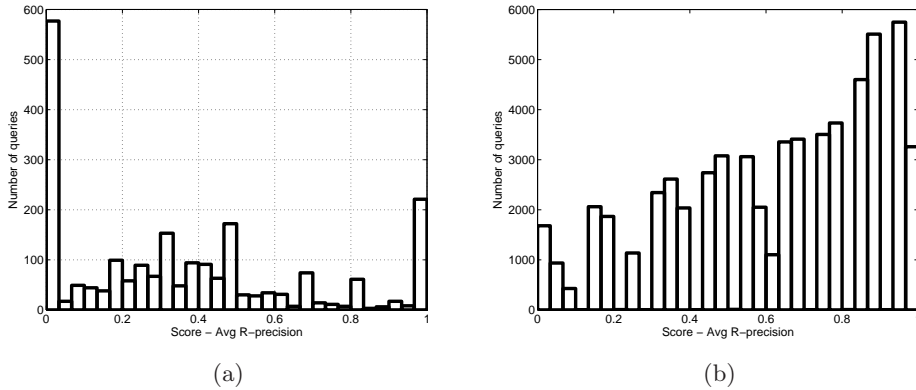 600
500
400
300
200
100
0
Number of queries
0 0.2 0.4 0.6 0.8 1
Score − Avg R−precision
(a)
6000
5000
4000
3000
2000
1000
0
Number of queries
0 0.2 0.4 0.6 0.8
Score − Avg R−precision
(b)